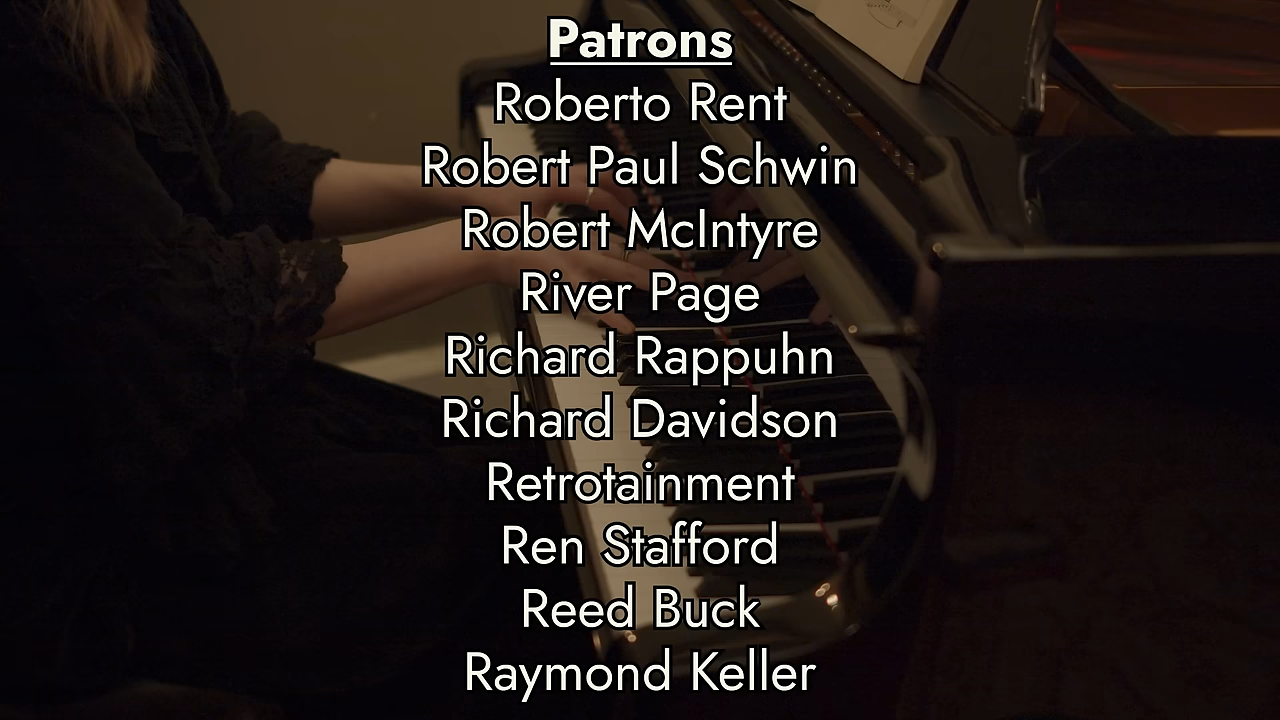 Patrons
Roberto Rent
Robert Paul Schwin
Robert McIntyre
River Page
Richard Rappuhn
Richard Davidson
Retrotainment
Ren Stafford
Reed Buck
Raymond Keller